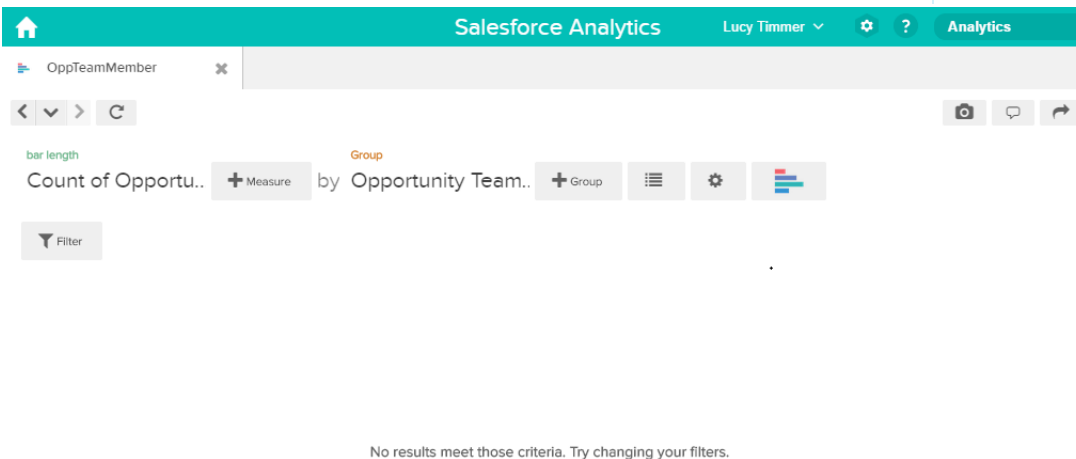 Salesforce Analytics Lucy Timmer ? Analytics
OppTeamMember
bar length Group
Count of Opportu.. + Measure by Opportunity Team.. + Group
Filter
No results meet those criteria. Try changing your filters.